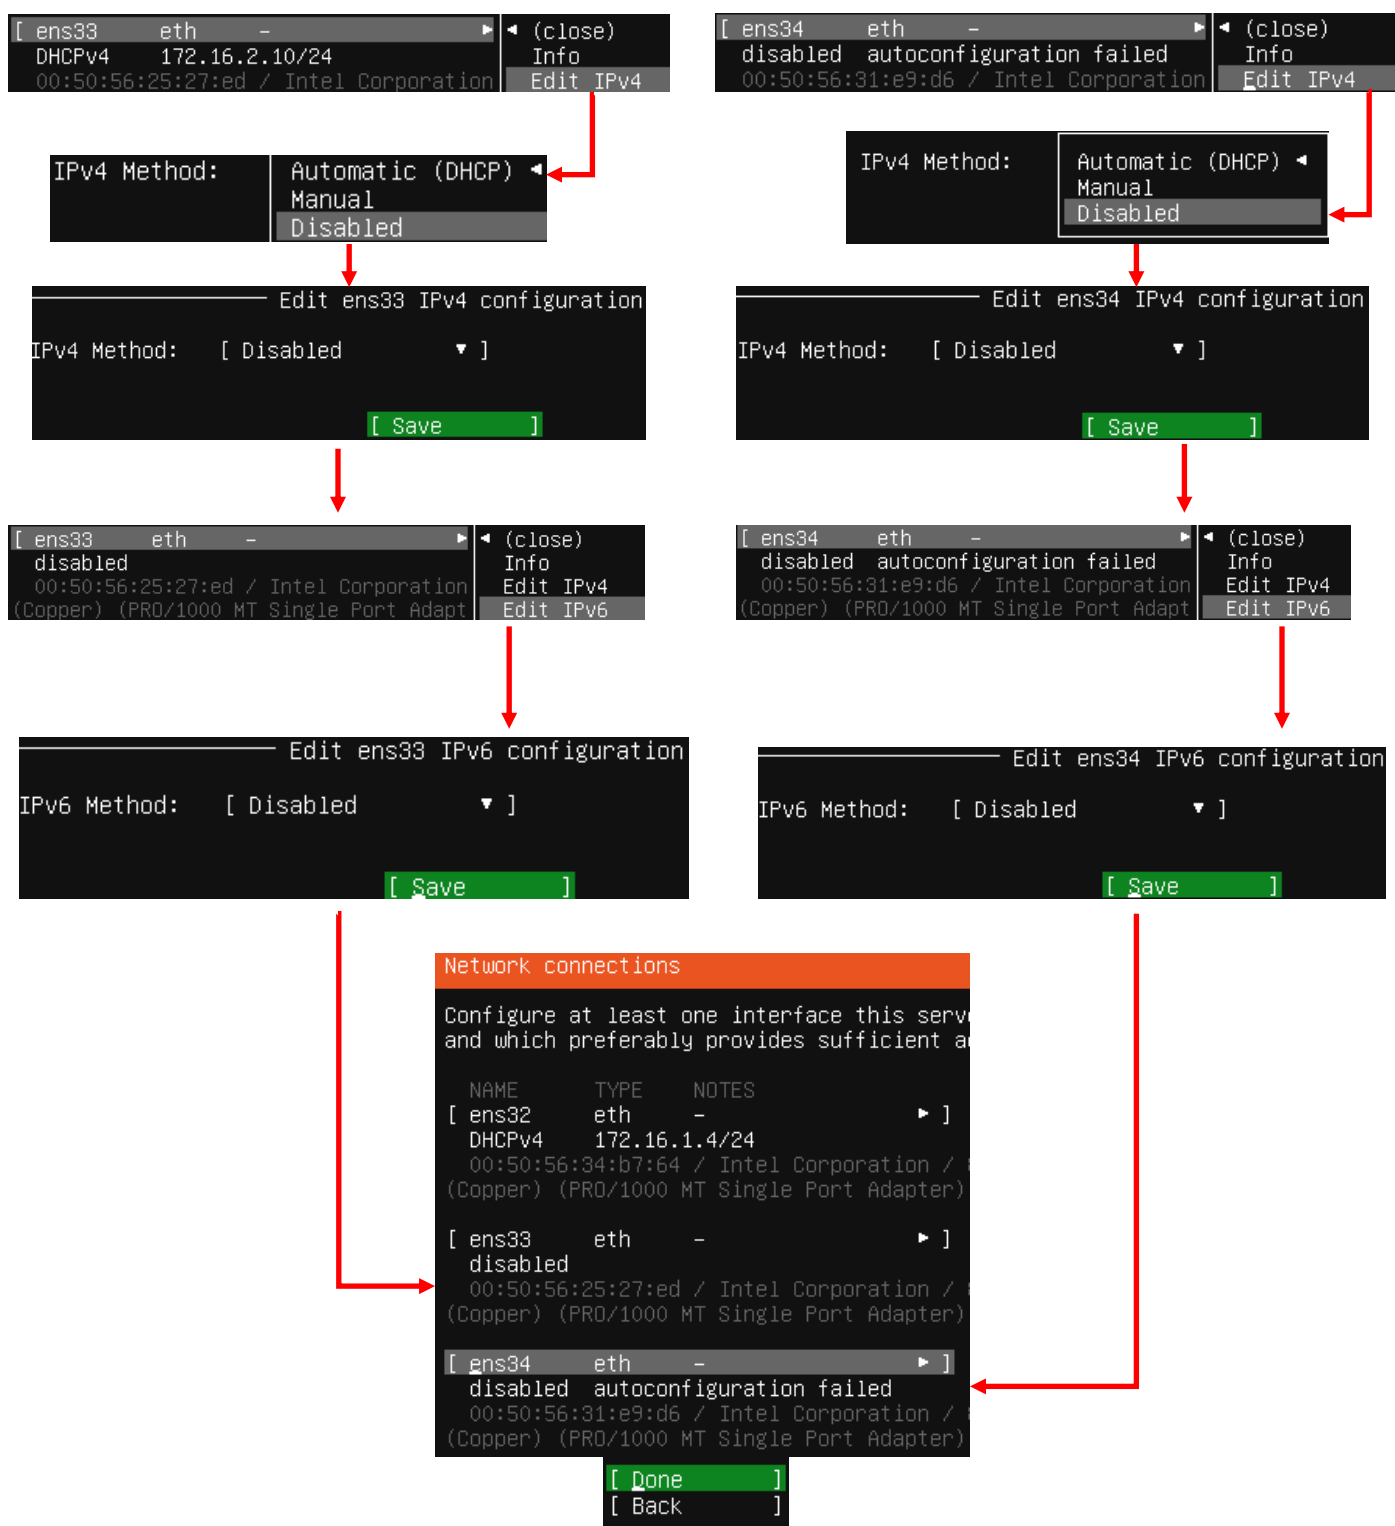 [ ens33 eth – ▸
DHCPv4 172.16.2.10/24
00:50:56:25:27:ed / Intel Corporation
◂ (close)
Info
Edit IPv4
IPv4 Method:
Automatic (DHCP) ◂
Manual
Disabled
Edit ens33 IPv4 configuration
IPv4 Method: [ Disabled ▾ ]
[ Save ]
[ ens33 eth – ▸
disabled
00:50:56:25:27:ed / Intel Corporation
(Copper) (PRO/1000 MT Single Port Adapt
◂ (close)
Info
Edit IPv4
Edit IPv6
Edit ens33 IPv6 configuration
IPv6 Method: [ Disabled ▾ ]
[ Save ]
[ ens34 eth – ▸
disabled autoconfiguration failed
00:50:56:31:e9:d6 / Intel Corporation
◂ (close)
Info
Edit IPv4
IPv4 Method:
Automatic (DHCP) ◂
Manual
Disabled
Edit ens34 IPv4 configuration
IPv4 Method: [ Disabled ▾ ]
[ Save ]
[ ens34 eth – ▸
disabled autoconfiguration failed
00:50:56:31:e9:d6 / Intel Corporation
(Copper) (PRO/1000 MT Single Port Adapt
◂ (close)
Info
Edit IPv4
Edit IPv6
Edit ens34 IPv6 configuration
IPv6 Method: [ Disabled ▾ ]
[ Save ]
Network connections
Configure at least one interface this serv
and which preferably provides sufficient a
NAME TYPE NOTES
[ ens32 eth – ▸ ]
DHCPv4 172.16.1.4/24
00:50:56:34:b7:64 / Intel Corporation /
(Copper) (PRO/1000 MT Single Port Adapter)
[ ens33 eth – ▸ ]
disabled
00:50:56:25:27:ed / Intel Corporation /
(Copper) (PRO/1000 MT Single Port Adapter)
[ ens34 eth – ▸ ]
disabled autoconfiguration failed
00:50:56:31:e9:d6 / Intel Corporation /
(Copper) (PRO/1000 MT Single Port Adapter)
[ Done ]
[ Back ]